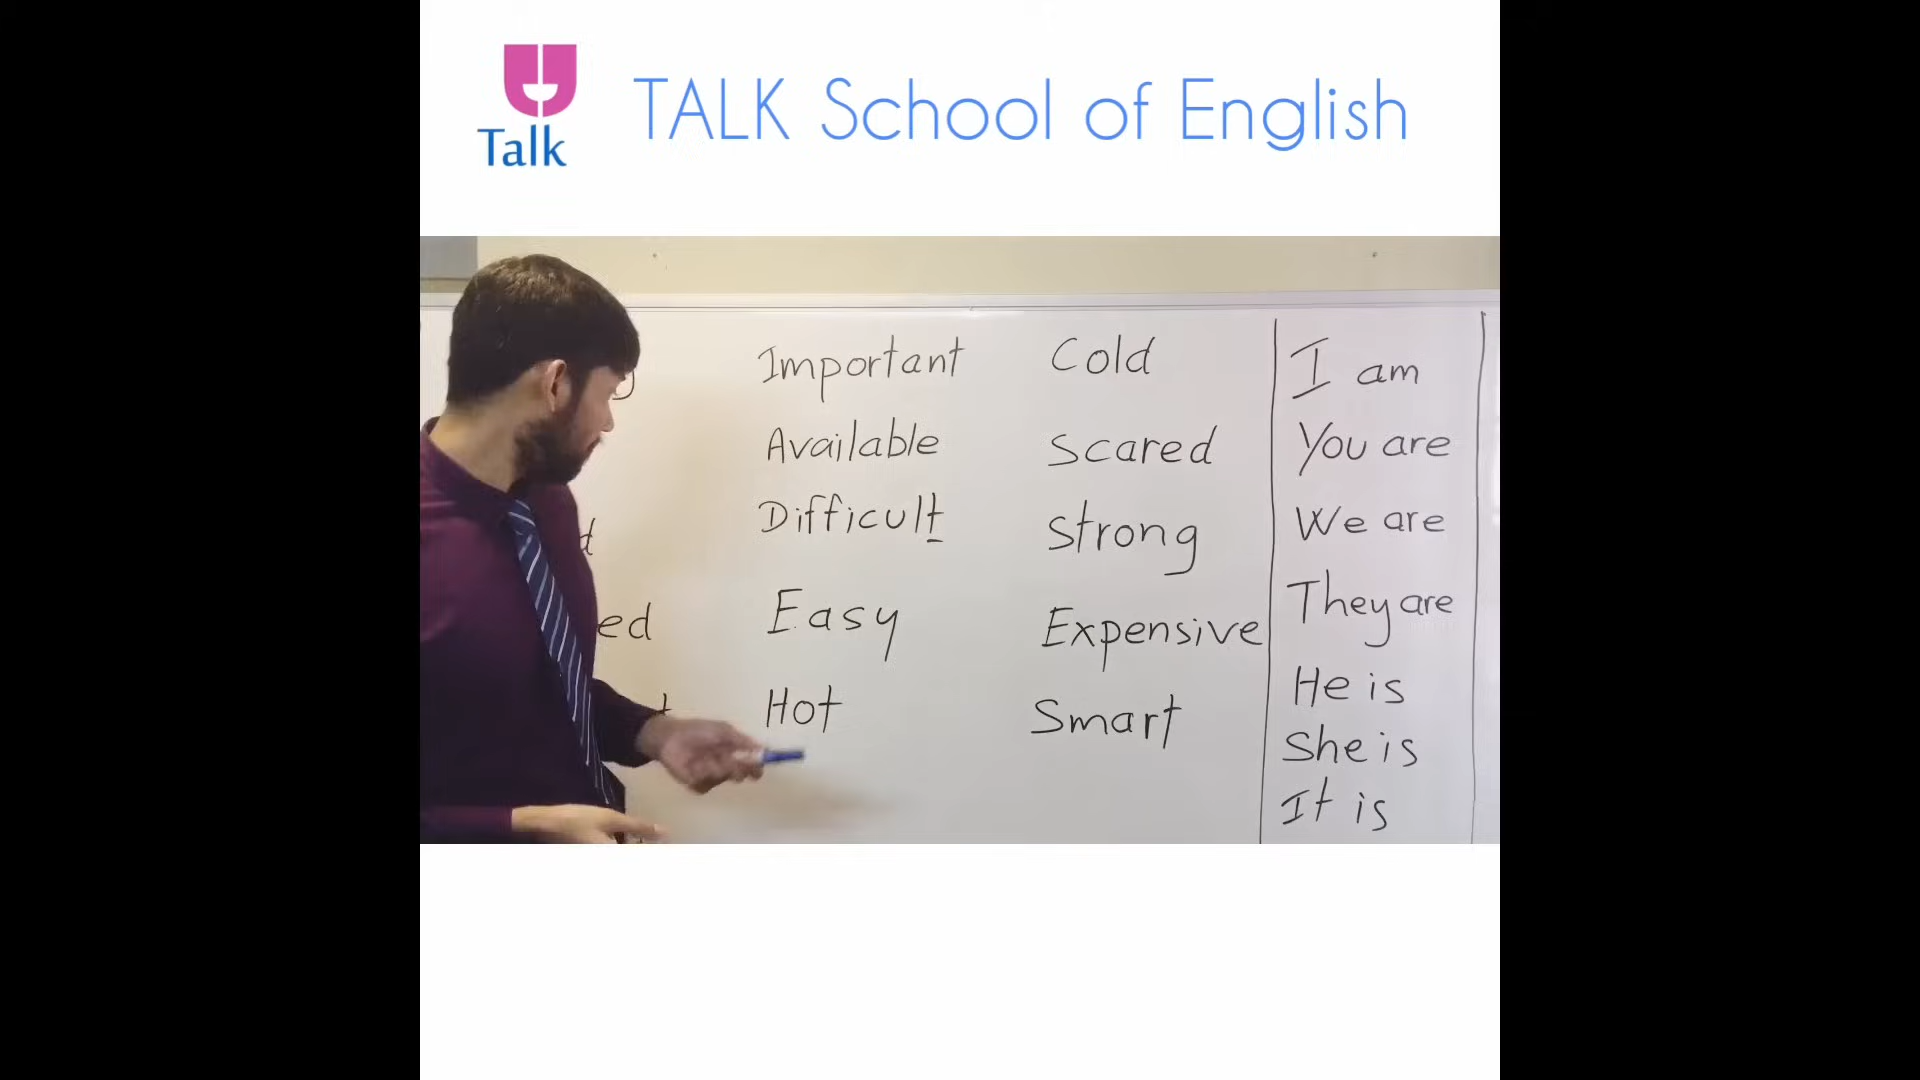 Talk
TALK School of English
Important
Available
Difficult
Easy
Hot
Cold
Scared
Strong
Expensive
Smart
I am
You are
We are
They are
He is
She is
It is